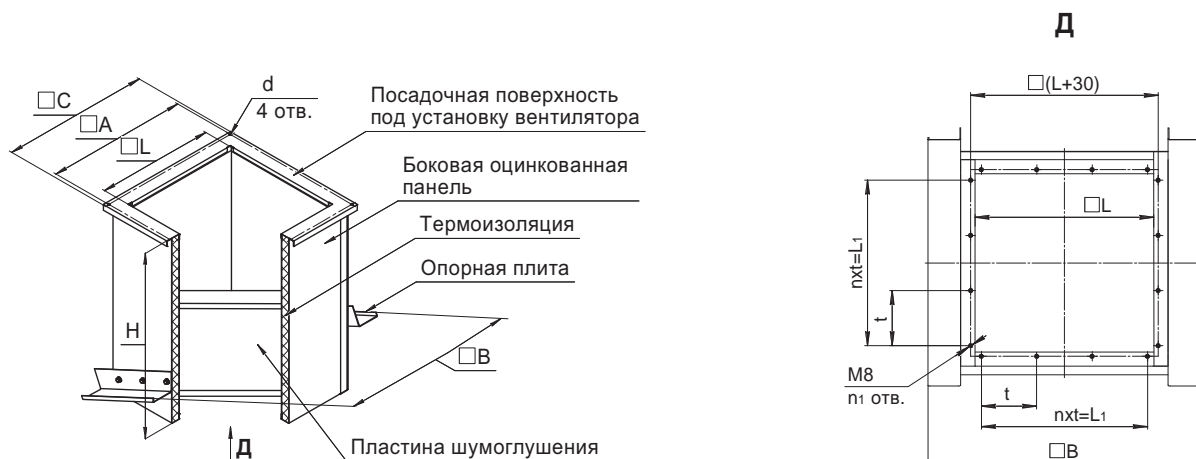 Д
□C
□A
□L
d
4 отв.
Посадочная поверхность
под установку вентилятора
Боковая оцинкованная
панель
Термоизоляция
Опорная плита
H
□B
Д
Пластина шумоглушения
□(L+30)
□L
nxt=L1
t
M8
n1 отв.
t
nxt=L1
□B